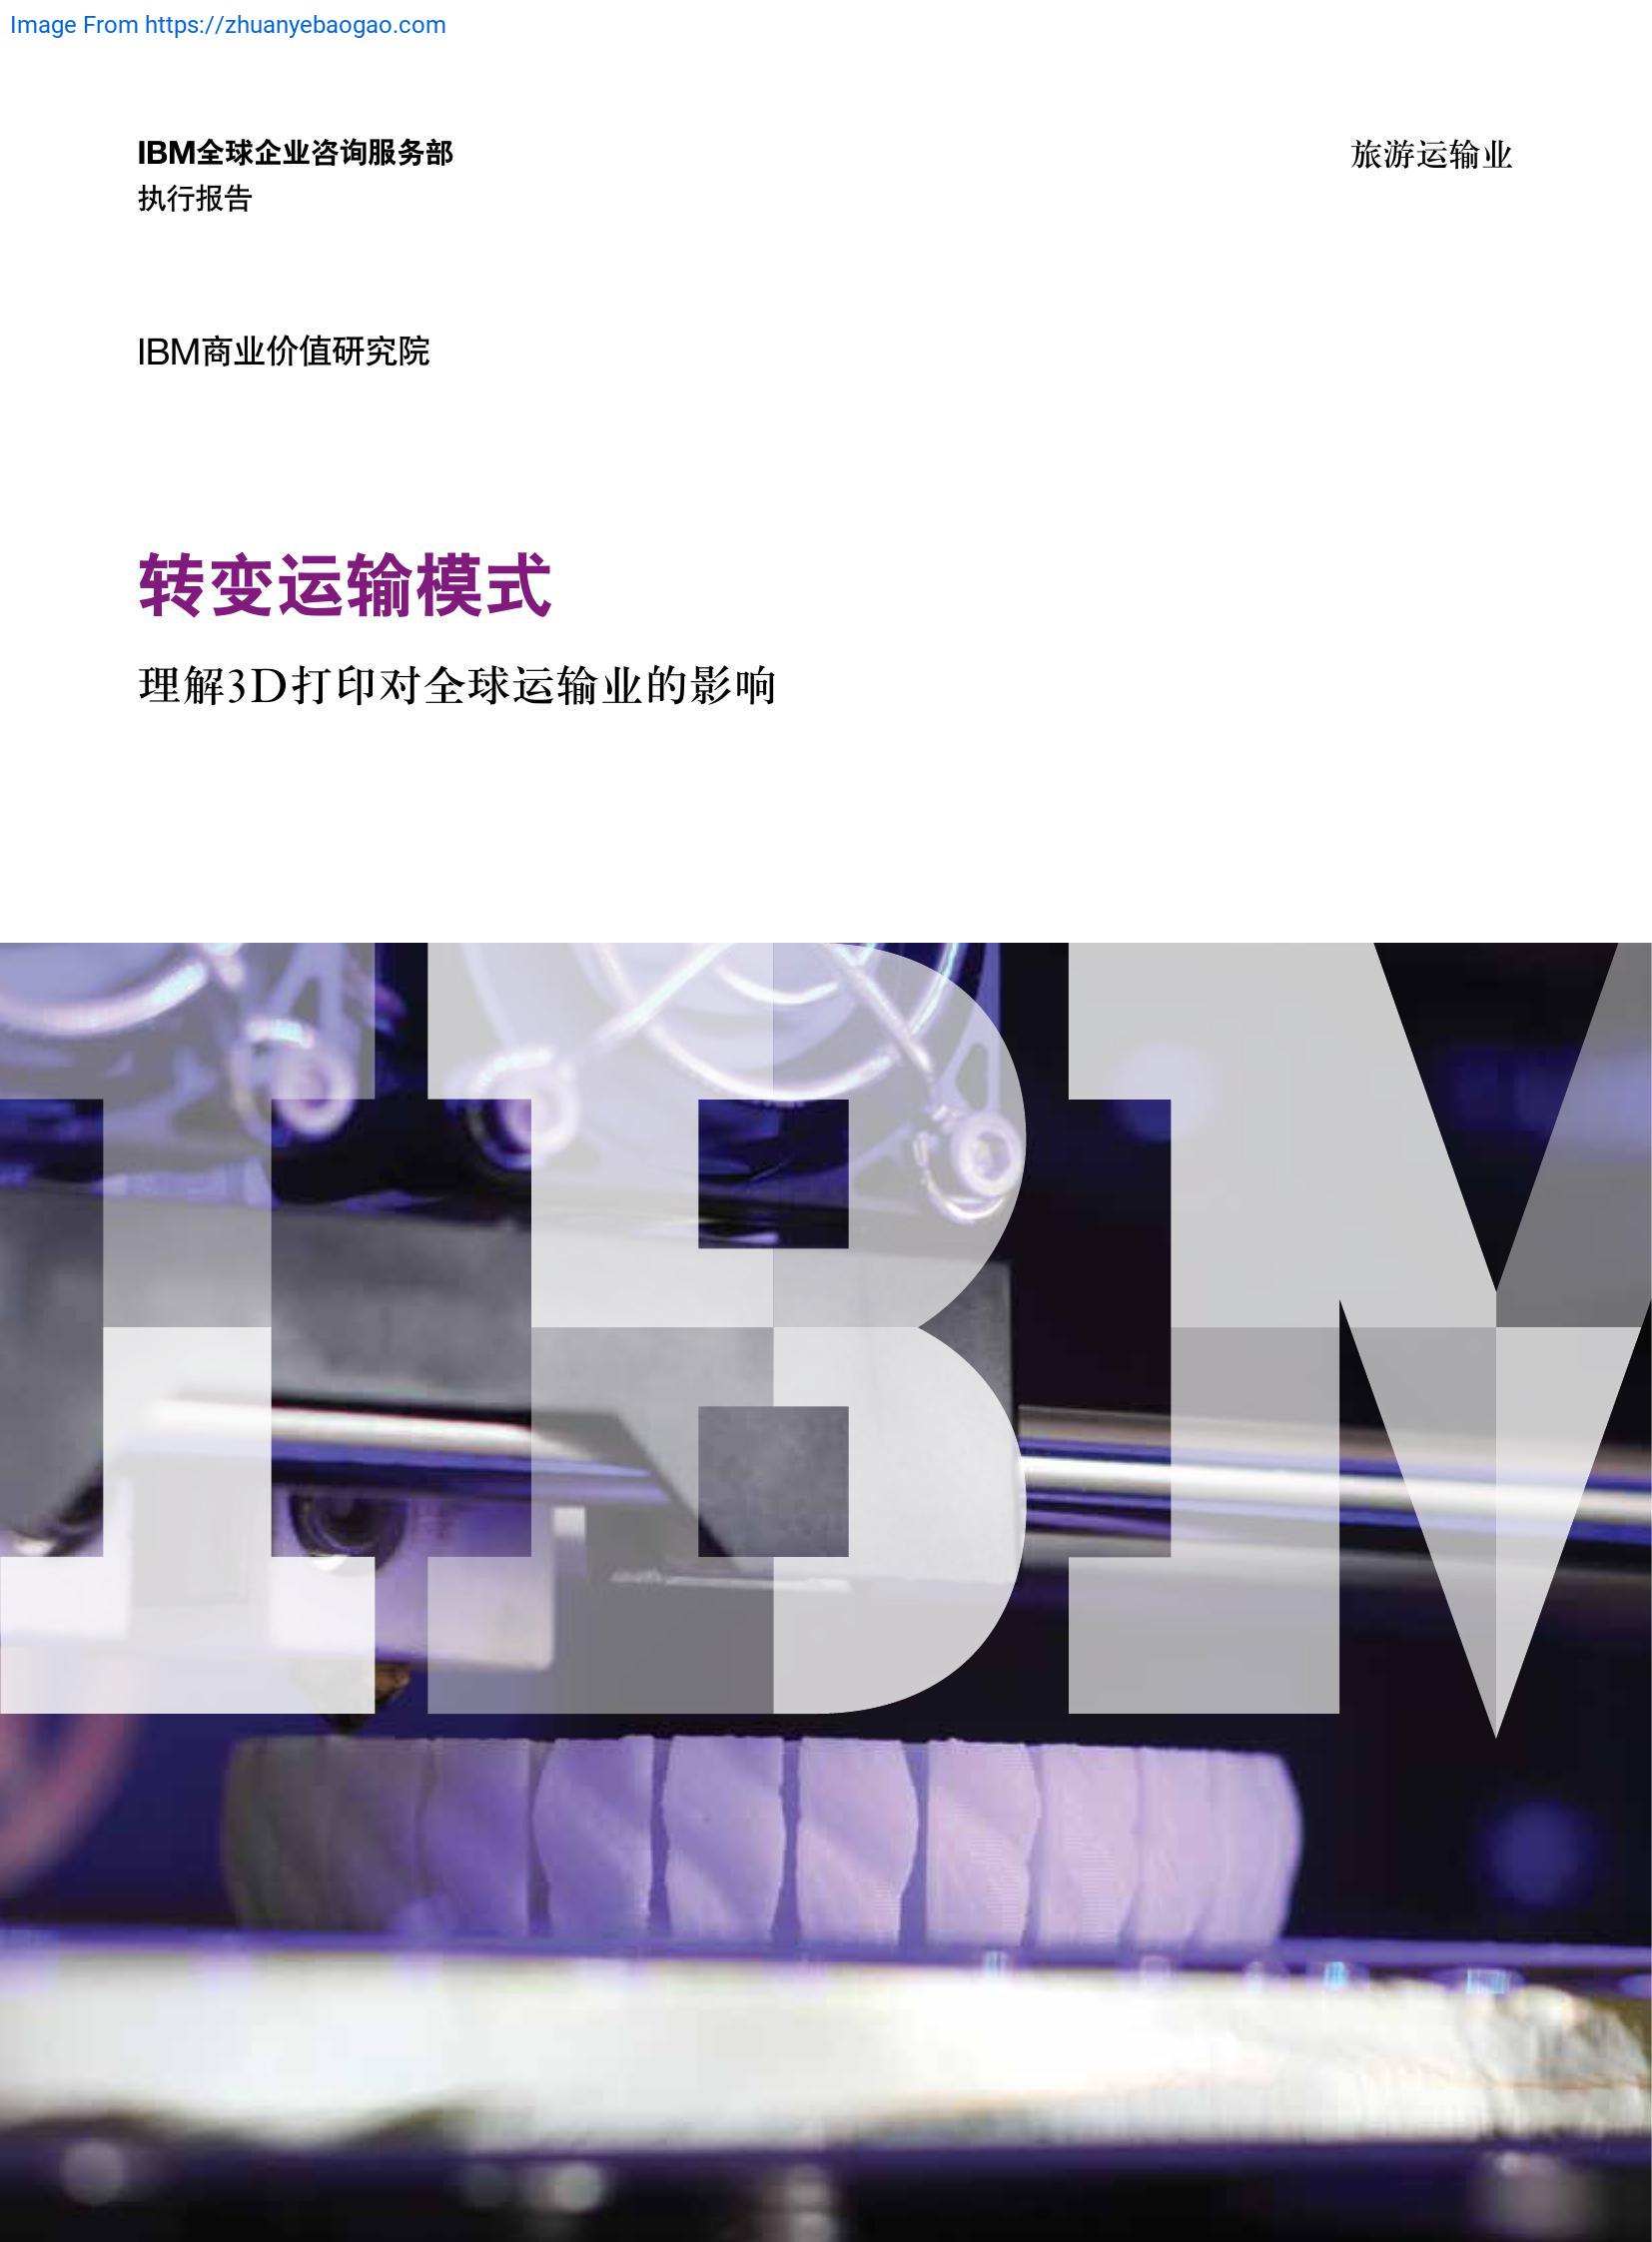 Image From https://zhuanyebaogao.com
IBM全球企业咨询服务部
旅游运输业
执行报告
IBM商业价值研究院
转变运输模式
理解3D打印对全球运输业的影响
IBM